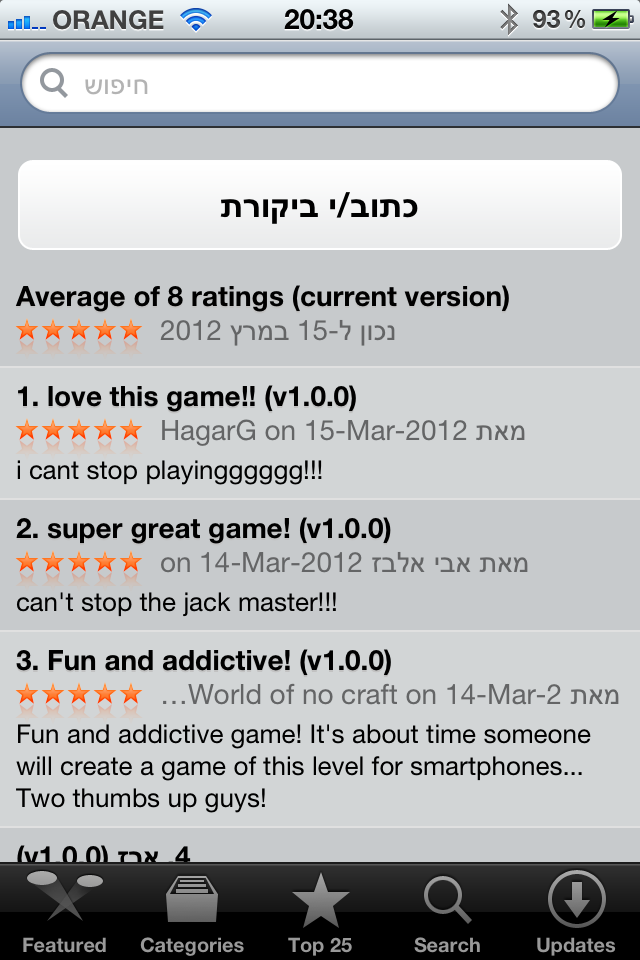 ORANGE 20:38 93%
חיפוש
כתוב/י ביקורת
Average of 8 ratings (current version)
נכון ל-15 במרץ 2012
1. love this game!! (v1.0.0)
מאת HagarG on 15-Mar-2012
i cant stop playingggggg!!!
2. super great game! (v1.0.0)
מאת אבי אלבז on 14-Mar-2012
can't stop the jack master!!!
3. Fun and addictive! (v1.0.0)
מאת World of no craft on 14-Mar-2...
Fun and addictive game! It's about time someone
will create a game of this level for smartphones...
Two thumbs up guys!
4. ארז (v1.0.0)
Featured Categories Top 25 Search Updates